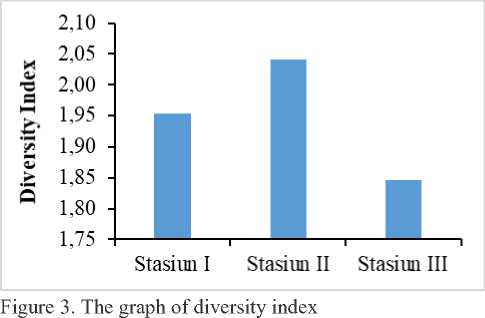 2,10
2,05
2,00
1,95
1,90
1,85
1,80
1,75
Diversity Index
Stasiun I Stasiun II Stasiun III
Figure 3. The graph of diversity index